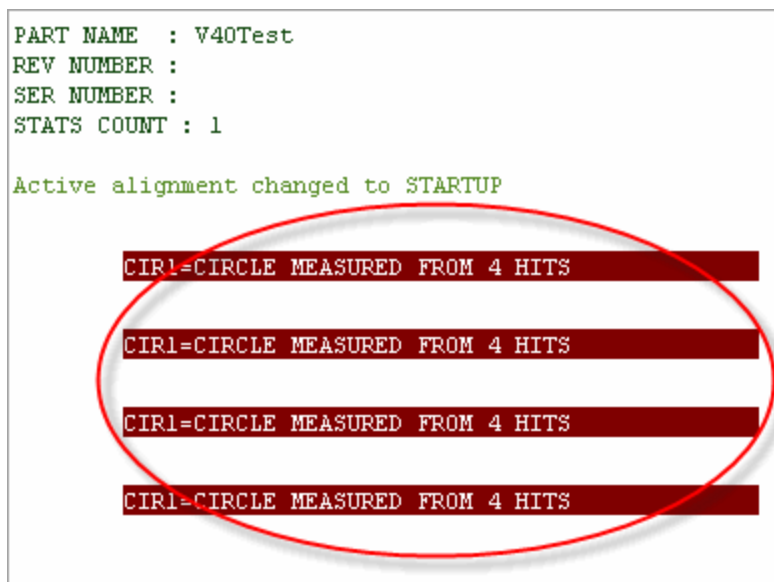 PART NAME  : V40Test
REV NUMBER :
SER NUMBER :
STATS COUNT : 1
Active alignment changed to STARTUP
CIR1=CIRCLE MEASURED FROM 4 HITS
CIR1=CIRCLE MEASURED FROM 4 HITS
CIR1=CIRCLE MEASURED FROM 4 HITS
CIR1=CIRCLE MEASURED FROM 4 HITS